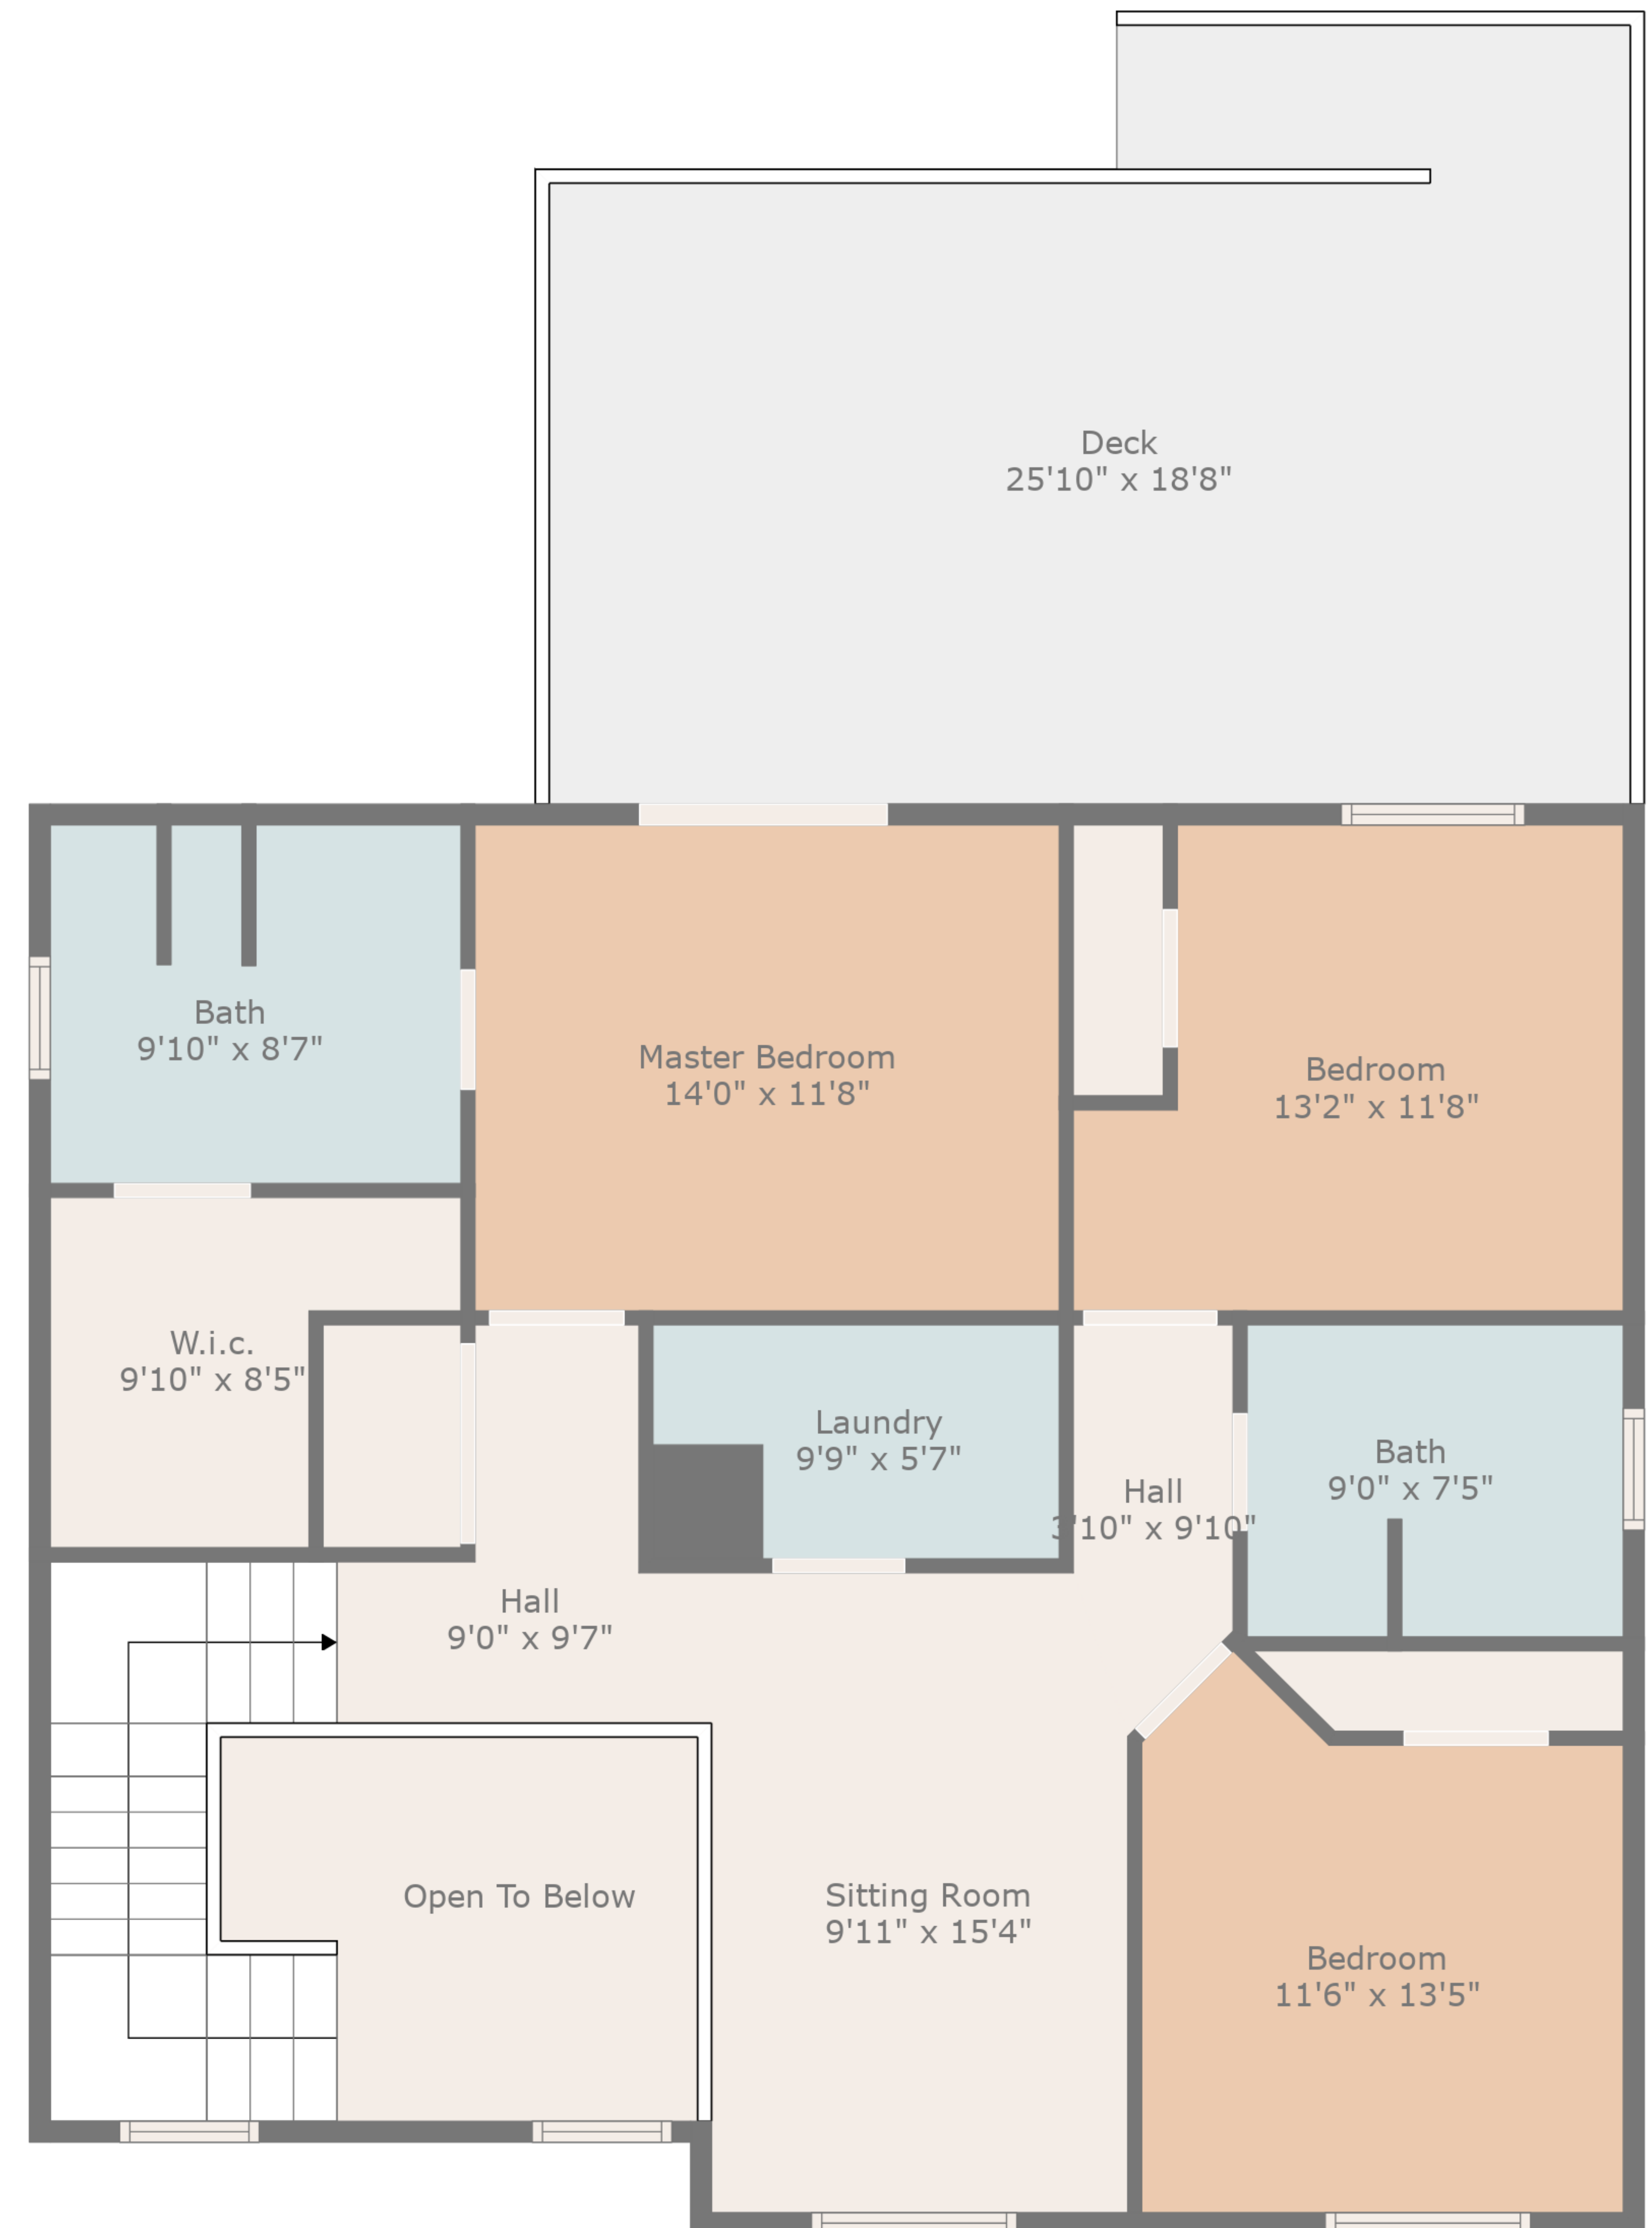 Deck
25'10" x 18'8"
Bath
9'10" x 8'7"
Master Bedroom
14'0" x 11'8"
Bedroom
13'2" x 11'8"
W.i.c.
9'10" x 8'5"
Laundry
9'9" x 5'7"
Hall
3'10" x 9'10"
Bath
9'0" x 7'5"
Hall
9'0" x 9'7"
Open To Below
Sitting Room
9'11" x 15'4"
Bedroom
11'6" x 13'5"